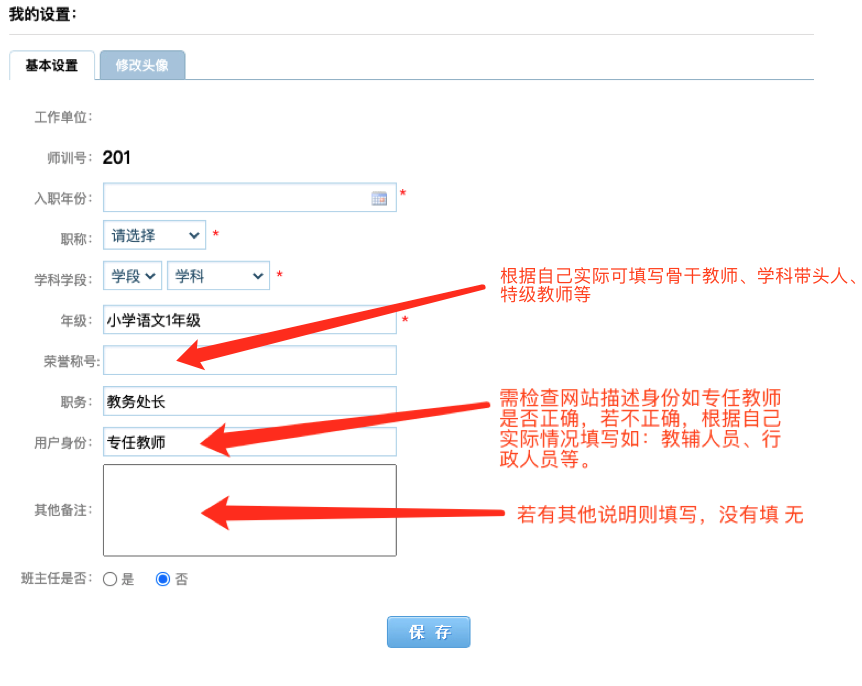 我的设置：
基本设置 修改头像
工作单位：
师训号： 201
入职年份： *
职称： 请选择 *
学科学段： 学段 学科 *
根据自己实际可填写骨干教师、学科带头人、
特级教师等
年级： 小学语文1年级 *
荣誉称号:
职务： 教务处长
需检查网站描述身份如专任教师
是否正确，若不正确，根据自己
实际情况填写如：教辅人员、行
政人员等。
用户身份： 专任教师
其他备注：
若有其他说明则填写，没有填 无
班主任是否： 是 否
保 存